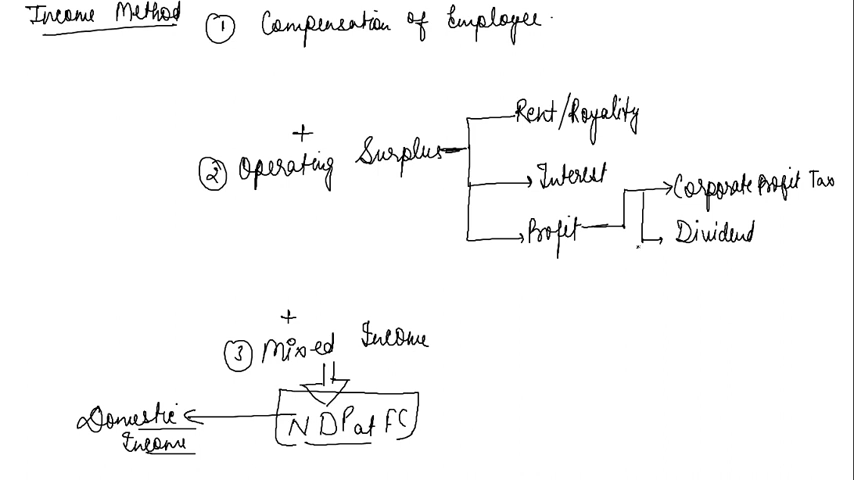 Income Method
① Compensation of Employee.
+
② Operating Surplus
Rent/Royality
Interest
Profit
Corporate Profit Tax
Dividend
+
③ Mixed Income
NDP at FC
Domestic
Income